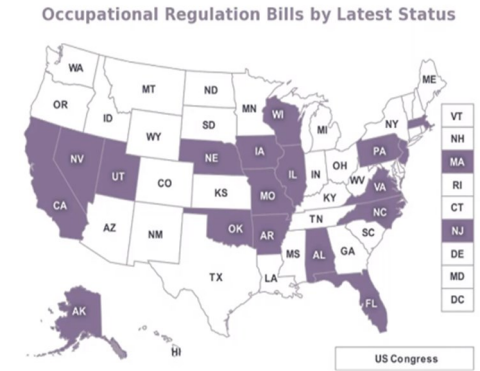 Occupational Regulation Bills by Latest Status
WA
ME
MT
ND
OR
MN
VT
ID
WI
SD
NY
MI
NH
WY
IA
PA
MA
NE
NV
OH
UT
IL
IN
RI
WV
VA
CO
KS
MO
KY
CA
CT
NC
TN
OK
NJ
AZ
AR
SC
NM
MS
AL
GA
DE
TX
LA
MD
FL
DC
AK
HI
US Congress